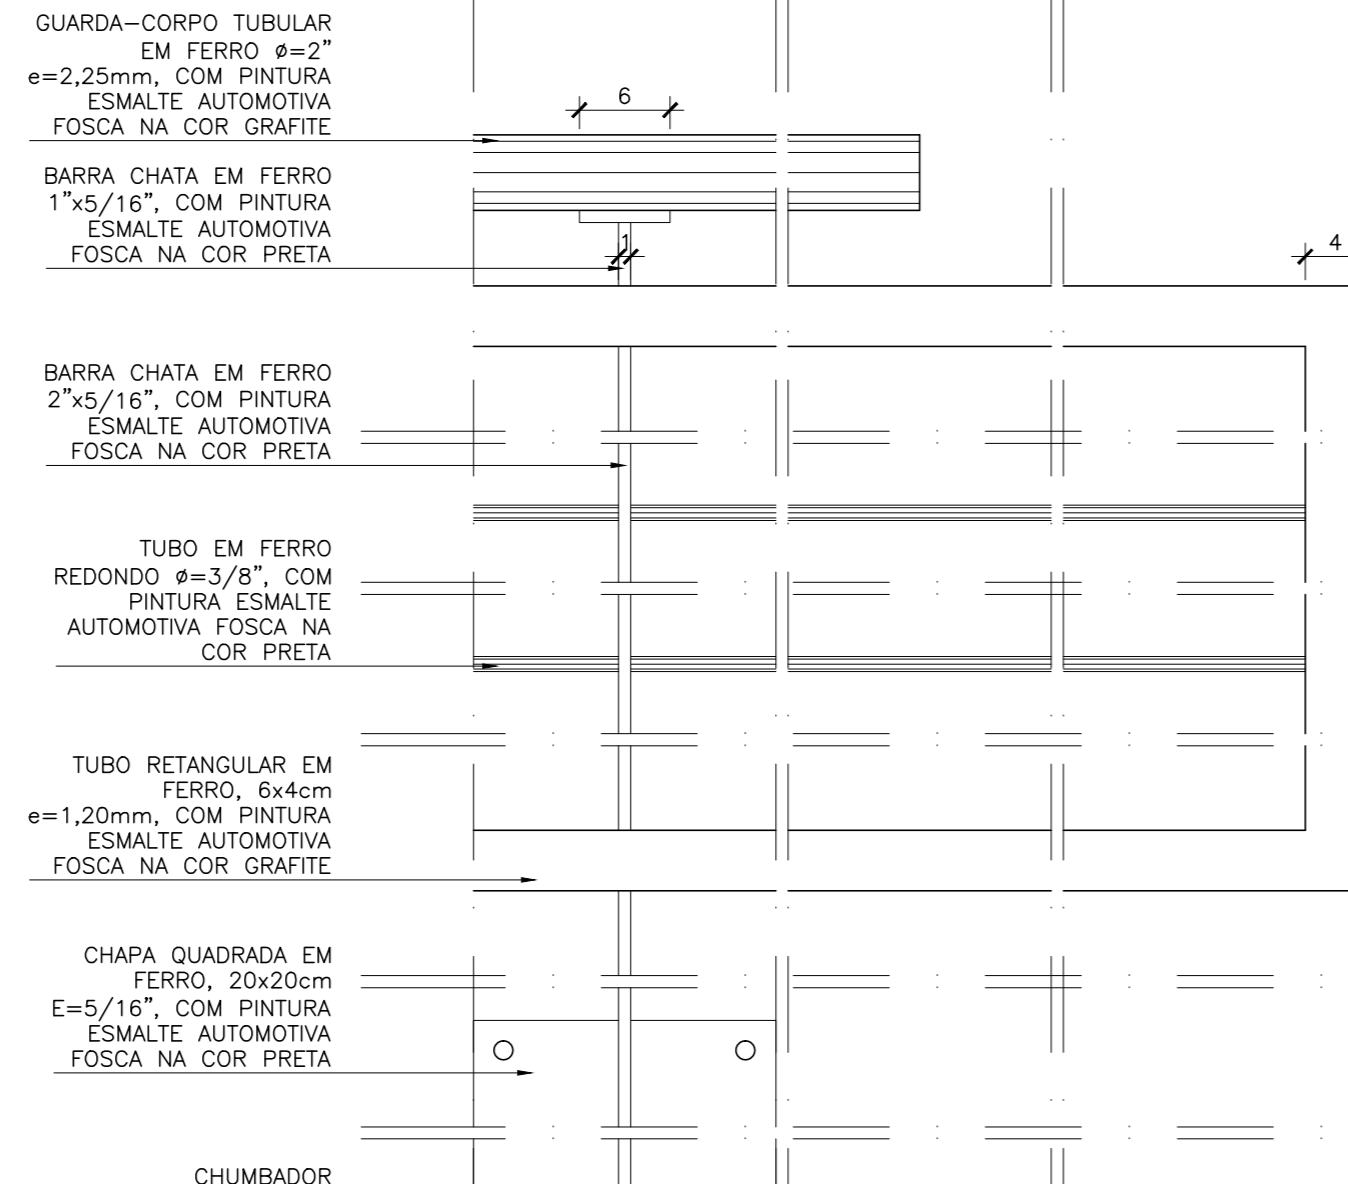 GUARDA-CORPO TUBULAR
EM FERRO ø=2”
e=2,25mm, COM PINTURA
ESMALTE AUTOMOTIVA
FOSCA NA COR GRAFITE
6
BARRA CHATA EM FERRO
1”x5/16”, COM PINTURA
ESMALTE AUTOMOTIVA
FOSCA NA COR PRETA
1
4
BARRA CHATA EM FERRO
2”x5/16”, COM PINTURA
ESMALTE AUTOMOTIVA
FOSCA NA COR PRETA
TUBO EM FERRO
REDONDO ø=3/8”, COM
PINTURA ESMALTE
AUTOMOTIVA FOSCA NA
COR PRETA
TUBO RETANGULAR EM
FERRO, 6x4cm
e=1,20mm, COM PINTURA
ESMALTE AUTOMOTIVA
FOSCA NA COR GRAFITE
CHAPA QUADRADA EM
FERRO, 20x20cm
E=5/16”, COM PINTURA
ESMALTE AUTOMOTIVA
FOSCA NA COR PRETA
CHUMBADOR